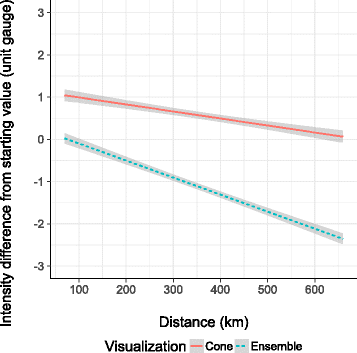 Intensity difference from starting value (unit gauge)
3
2
1
0
-1
-2
-3
100 200 300 400 500 600
Distance (km)
Visualization Cone Ensemble